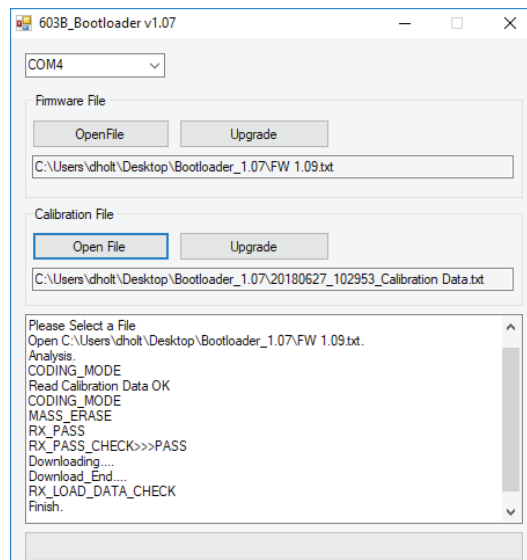 603B_Bootloader v1.07
COM4
Firmware File
OpenFile
Upgrade
C:\Users\dholt\Desktop\Bootloader_1.07\FW 1.09.txt
Calibration File
Open File
Upgrade
C:\Users\dholt\Desktop\Bootloader_1.07\20180627_102953_Calibration Data.txt
Please Select a File
Open C:\Users\dholt\Desktop\Bootloader_1.07\FW 1.09.txt.
Analysis.
CODING_MODE
Read Calibration Data OK
CODING_MODE
MASS_ERASE
RX_PASS
RX_PASS_CHECK>>>PASS
Downloading....
Download_End....
RX_LOAD_DATA_CHECK
Finish.